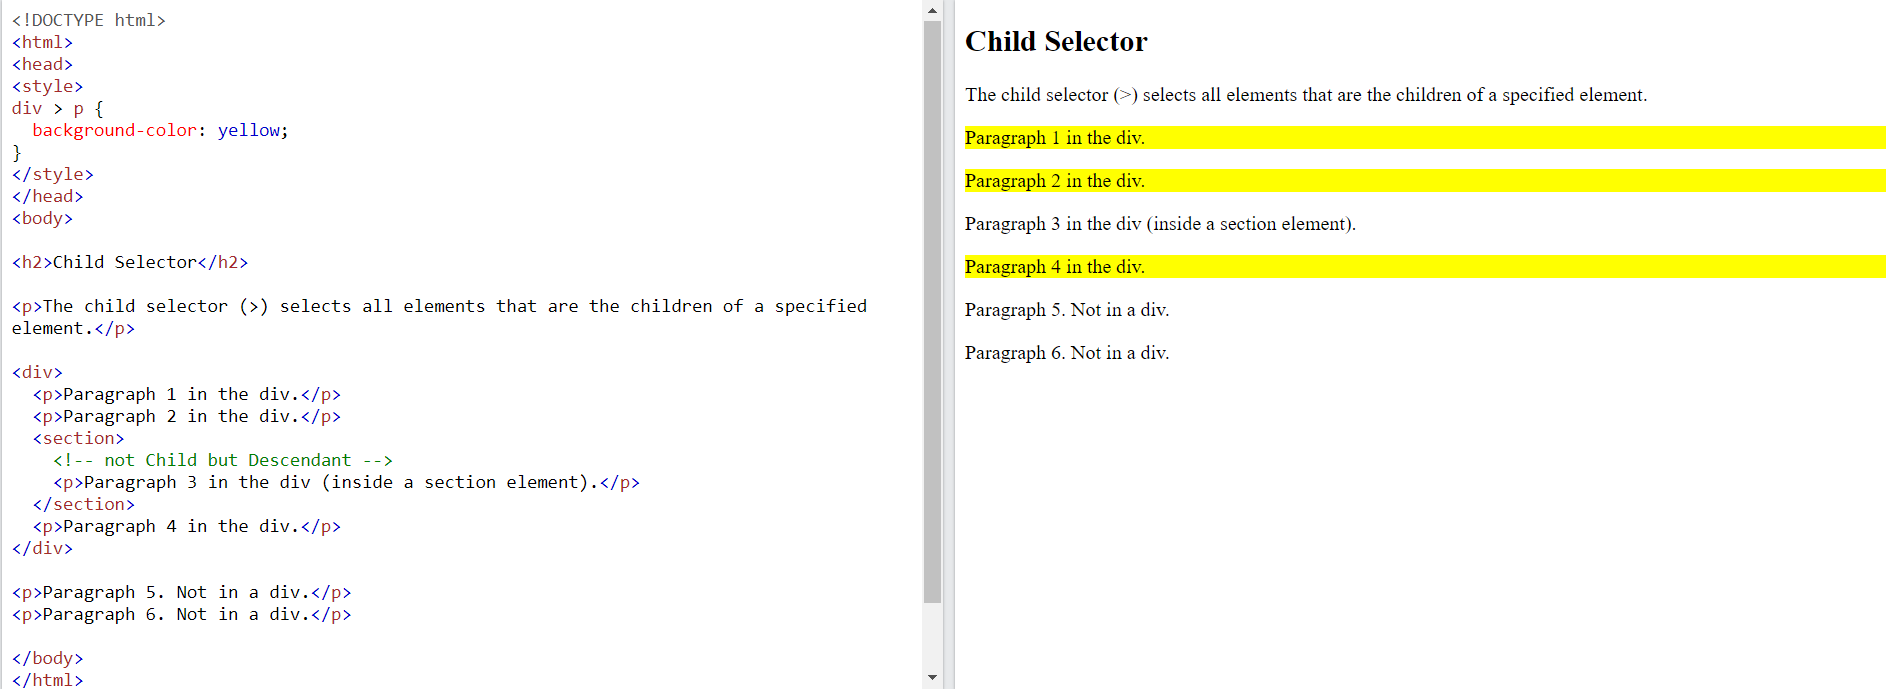 <!DOCTYPE html>
<html>
<head>
<style>
div > p {
  background-color: yellow;
}
</style>
</head>
<body>

<h2>Child Selector</h2>

<p>The child selector (>) selects all elements that are the children of a specified
element.</p>

<div>
  <p>Paragraph 1 in the div.</p>
  <p>Paragraph 2 in the div.</p>
  <section>
    <!-- not Child but Descendant -->
    <p>Paragraph 3 in the div (inside a section element).</p>
  </section>
  <p>Paragraph 4 in the div.</p>
</div>

<p>Paragraph 5. Not in a div.</p>
<p>Paragraph 6. Not in a div.</p>

</body>
</html>
Child Selector
The child selector (>) selects all elements that are the children of a specified element.
Paragraph 1 in the div.
Paragraph 2 in the div.
Paragraph 3 in the div (inside a section element).
Paragraph 4 in the div.
Paragraph 5. Not in a div.
Paragraph 6. Not in a div.